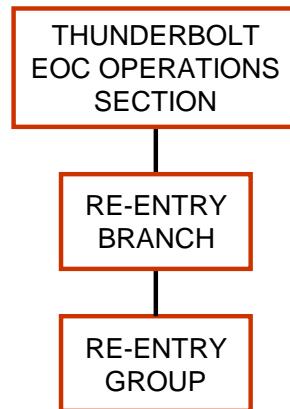 THUNDERBOLT
EOC OPERATIONS
SECTION
RE-ENTRY
BRANCH
RE-ENTRY
GROUP